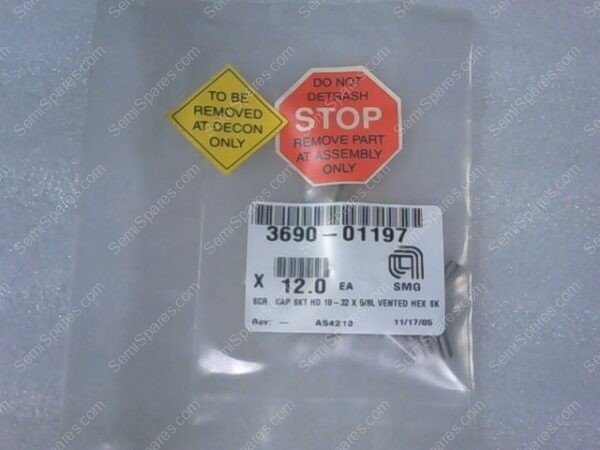 TO BE
REMOVED
AT DECON
ONLY
DO NOT
DETRASH
STOP
REMOVE PART
AT ASSEMBLY
ONLY
3690-01197
X 12.0 EA
SMG
SCR CAP SKT HD 10-32 X 5/8L VENTED HEX SK
Rev: - A54210 11/17/05
SemiSpares.com